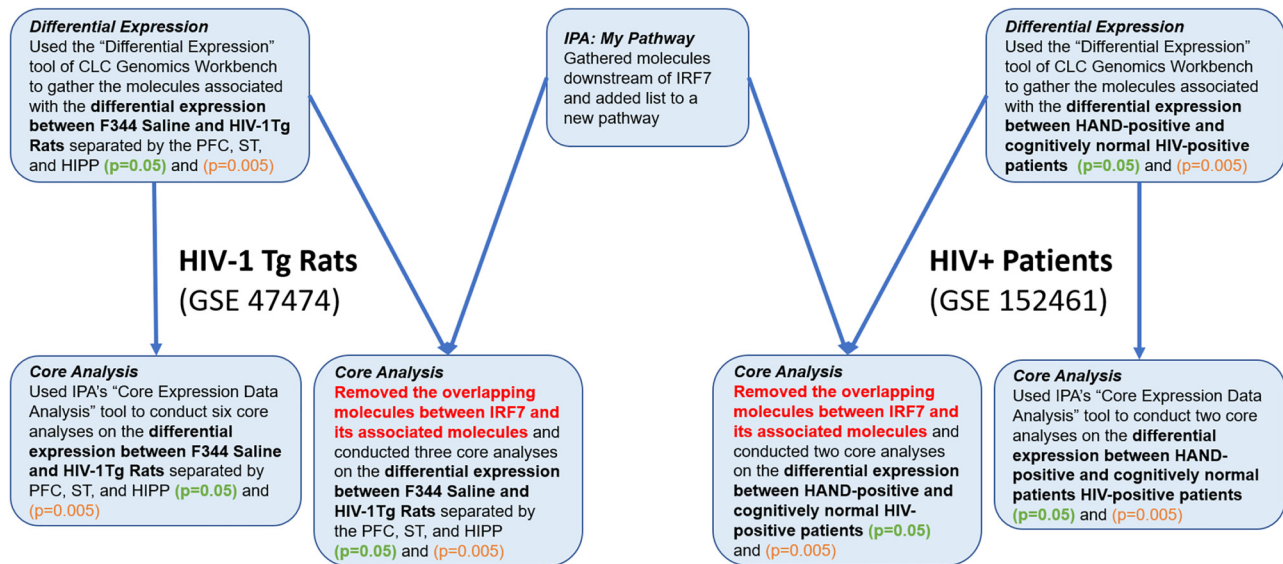 Differential Expression
Used the “Differential Expression”
tool of CLC Genomics Workbench
to gather the molecules associated
with the differential expression
between F344 Saline and HIV-1Tg
Rats separated by the PFC, ST,
and HIPP (p=0.05) and (p=0.005)
IPA: My Pathway
Gathered molecules
downstream of IRF7
and added list to a
new pathway
Differential Expression
Used the “Differential Expression”
tool of CLC Genomics Workbench
to gather the molecules associated
with the differential expression
between HAND-positive and
cognitively normal HIV-positive
patients (p=0.05) and (p=0.005)
HIV-1 Tg Rats
(GSE 47474)
HIV+ Patients
(GSE 152461)
Core Analysis
Used IPA’s “Core Expression Data
Analysis” tool to conduct six core
analyses on the differential
expression between F344 Saline
and HIV-1Tg Rats separated by
PFC, ST, and HIPP (p=0.05) and
(p=0.005)
Core Analysis
Removed the overlapping
molecules between IRF7 and
its associated molecules and
conducted three core analyses
on the differential expression
between F344 Saline and
HIV-1Tg Rats separated by
the PFC, ST, and HIPP
(p=0.05) and (p=0.005)
Core Analysis
Removed the overlapping
molecules between IRF7 and
its associated molecules and
conducted two core analyses
on the differential expression
between HAND-positive and
cognitively normal HIV-
positive patients (p=0.05)
and (p=0.005)
Core Analysis
Used IPA’s “Core Expression Data
Analysis” tool to conduct two core
analyses on the differential
expression between HAND-
positive and cognitively normal
patients HIV-positive patients
(p=0.05) and (p=0.005)